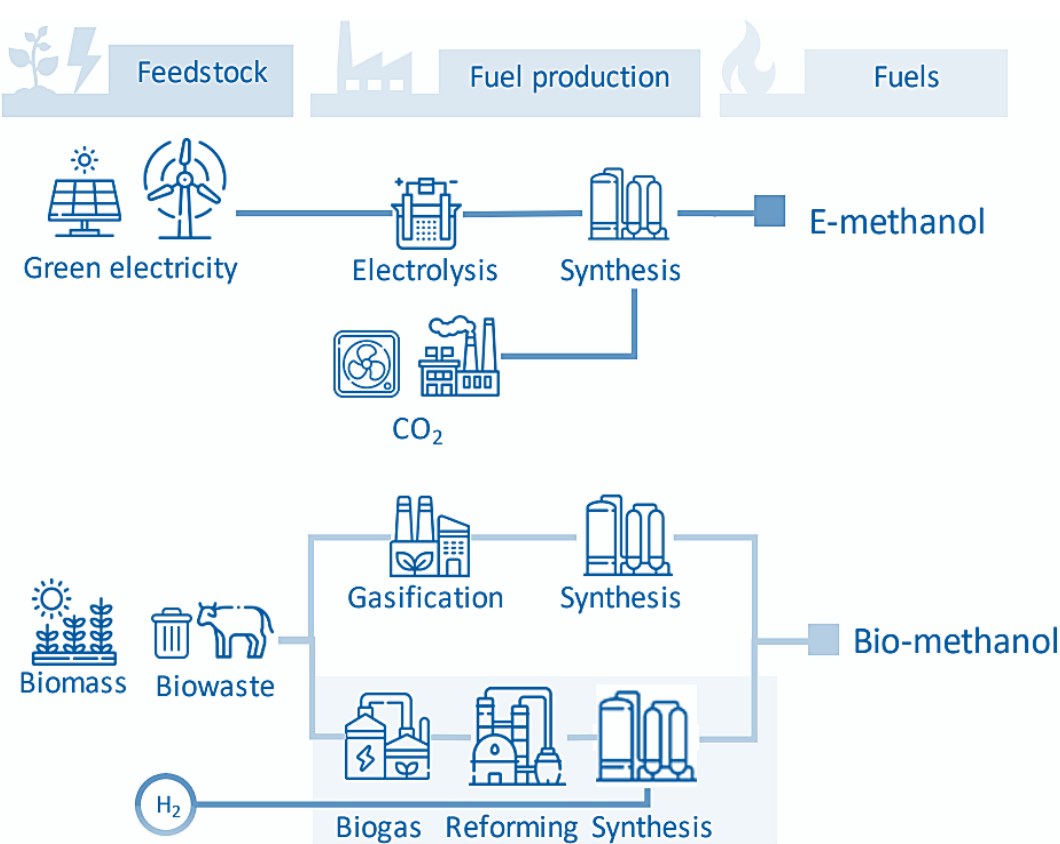 Feedstock
Fuel production
Fuels
E-methanol
Green electricity
Electrolysis
Synthesis
CO₂
Gasification
Synthesis
Bio-methanol
Biomass
Biowaste
H₂
Biogas
Reforming
Synthesis